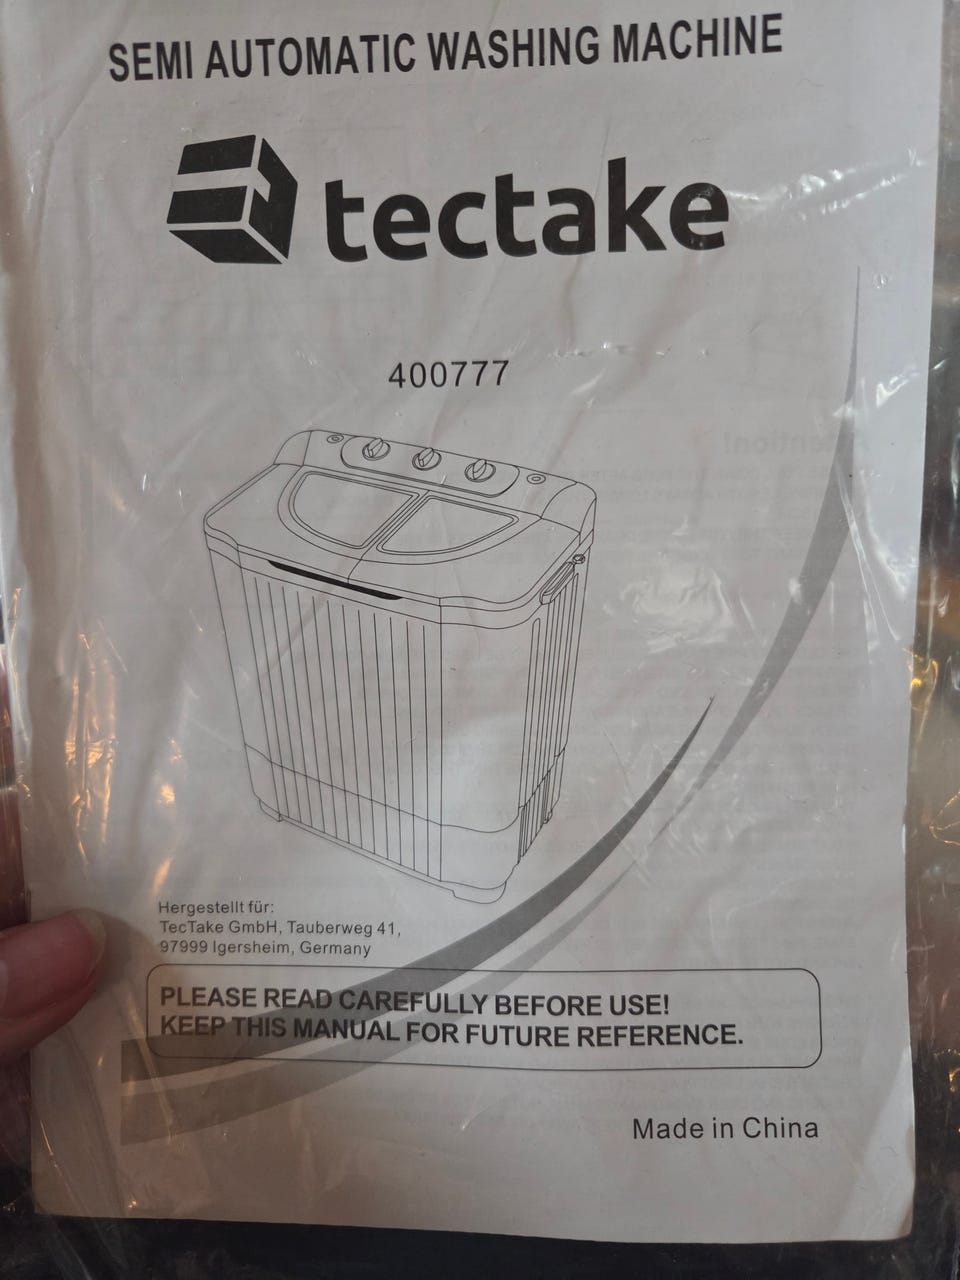 SEMI AUTOMATIC WASHING MACHINE
tectake
400777
Hergestellt für:
TecTake GmbH, Tauberweg 41,
97999 Igersheim, Germany
PLEASE READ CAREFULLY BEFORE USE!
KEEP THIS MANUAL FOR FUTURE REFERENCE.
Made in China